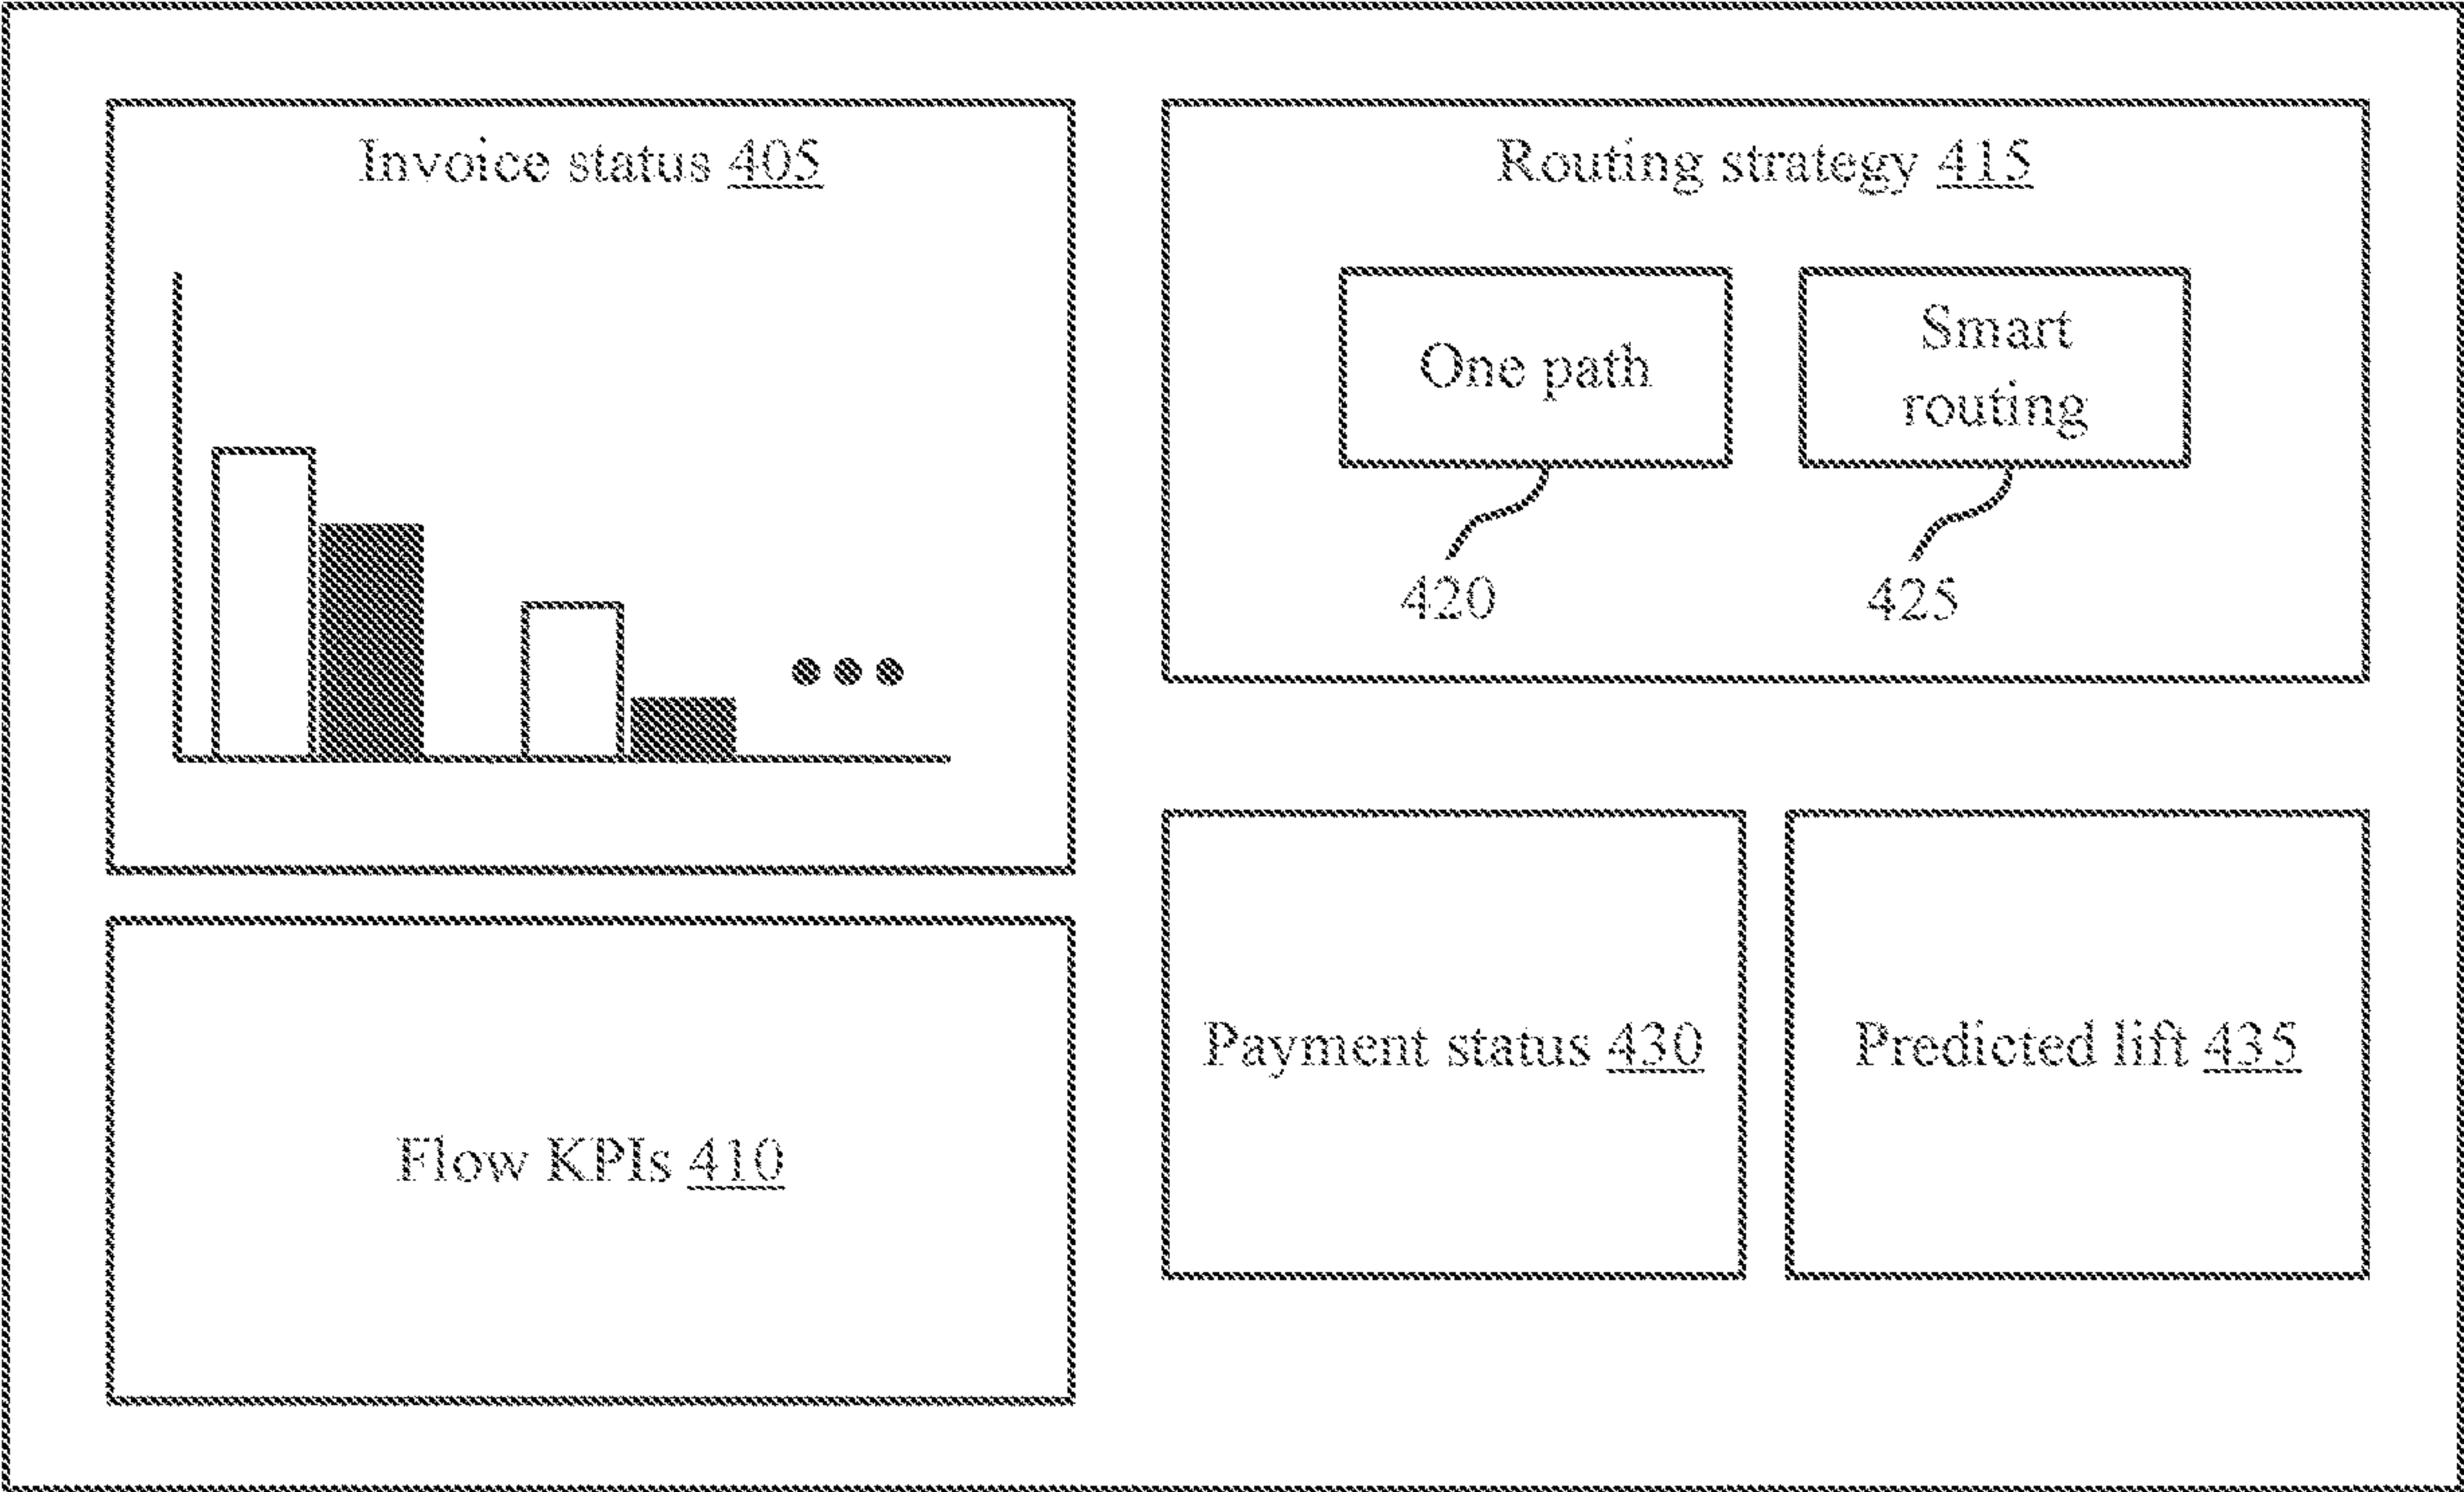 Invoice status 405
Routing strategy 415
One path
Smart
routing
420
425
Payment status 430
Predicted lift 435
Flow KPIs 410